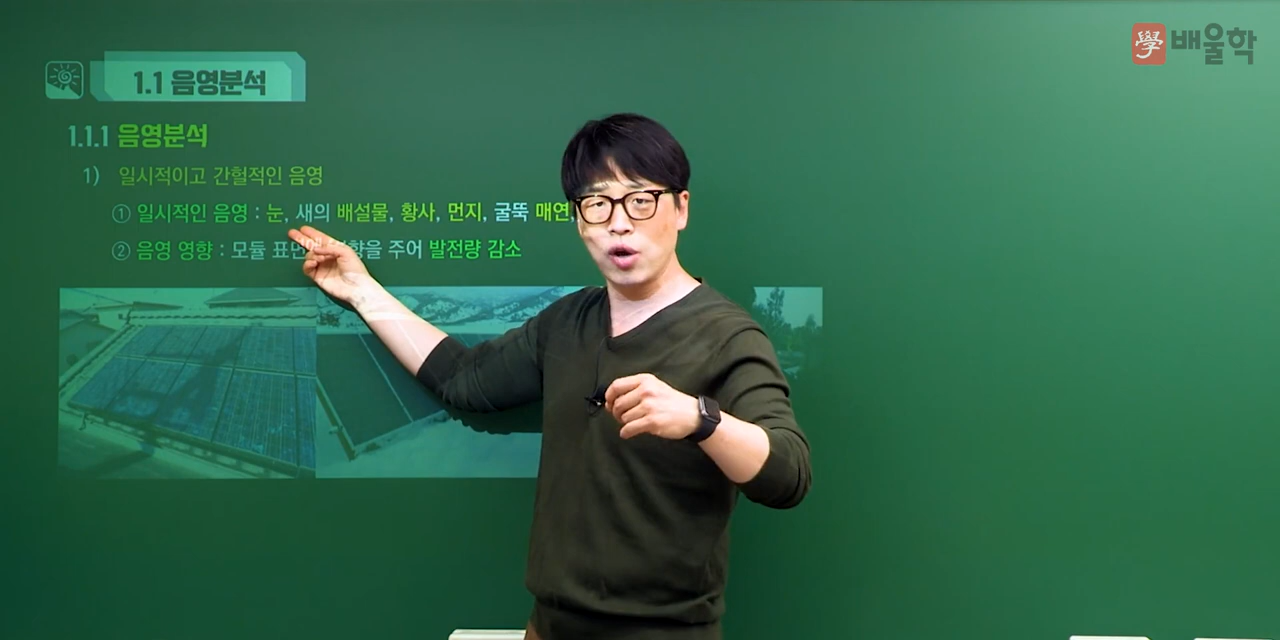 學 배울학
1.1 음영분석
1.1.1 음영분석
1) 일시적이고 간헐적인 음영
① 일시적인 음영 : 눈, 새의 배설물, 황사, 먼지, 굴뚝 매연,
② 음영 영향 : 모듈 표면에 영향을 주어 발전량 감소